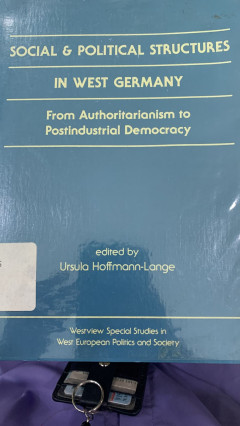 SOCIAL & POLITICAL STRUCTURES
IN WEST GERMANY
From Authoritarianism to
Postindustrial Democracy
edited by
Ursula Hoffmann-Lange
Westview Special Studies in
West European Politics and Society